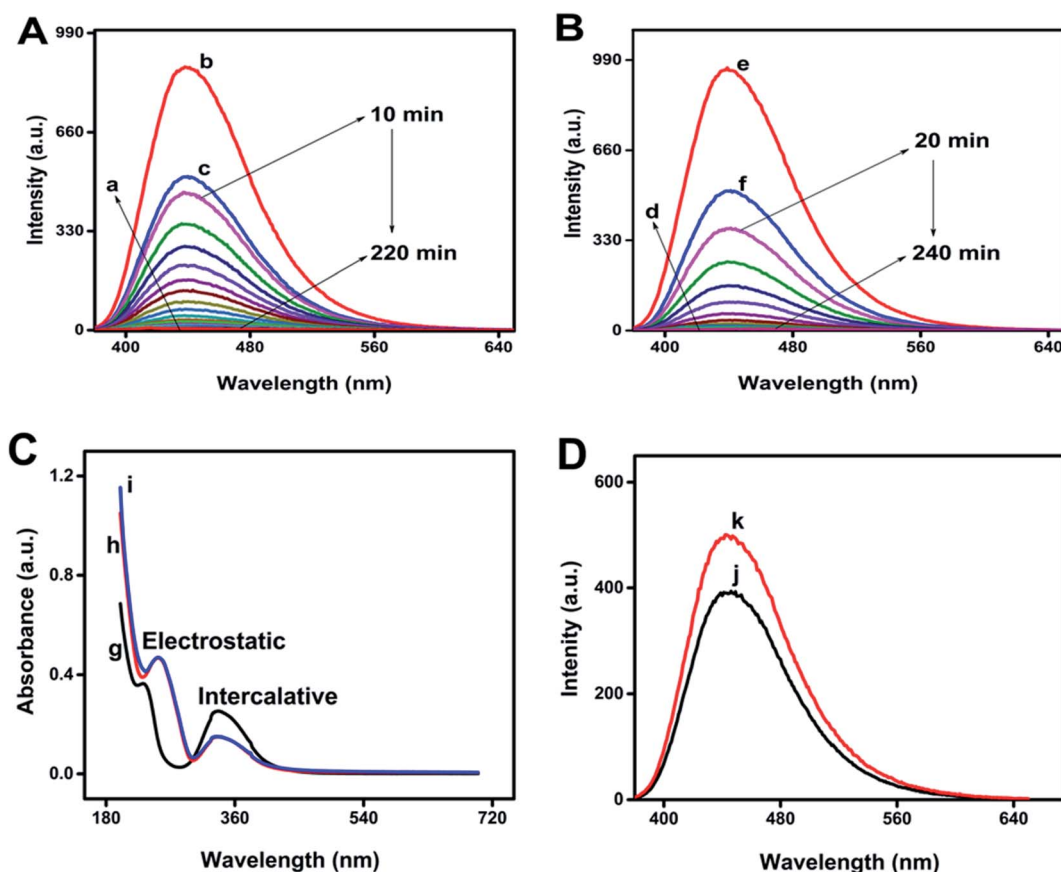 A
990
660
330
0
Intensity (a.u.)
a
b
c
10 min
220 min
400
480
560
640
Wavelength (nm)
B
990
660
330
0
Intensity (a.u.)
d
e
f
20 min
240 min
400
480
560
640
Wavelength (nm)
C
1.2
0.8
0.4
0.0
Absorbance (a.u.)
i
h
g
Electrostatic
Intercalative
180
360
540
720
Wavelength (nm)
D
600
400
200
0
Intenity (a.u.)
k
j
400
480
560
640
Wavelength (nm)